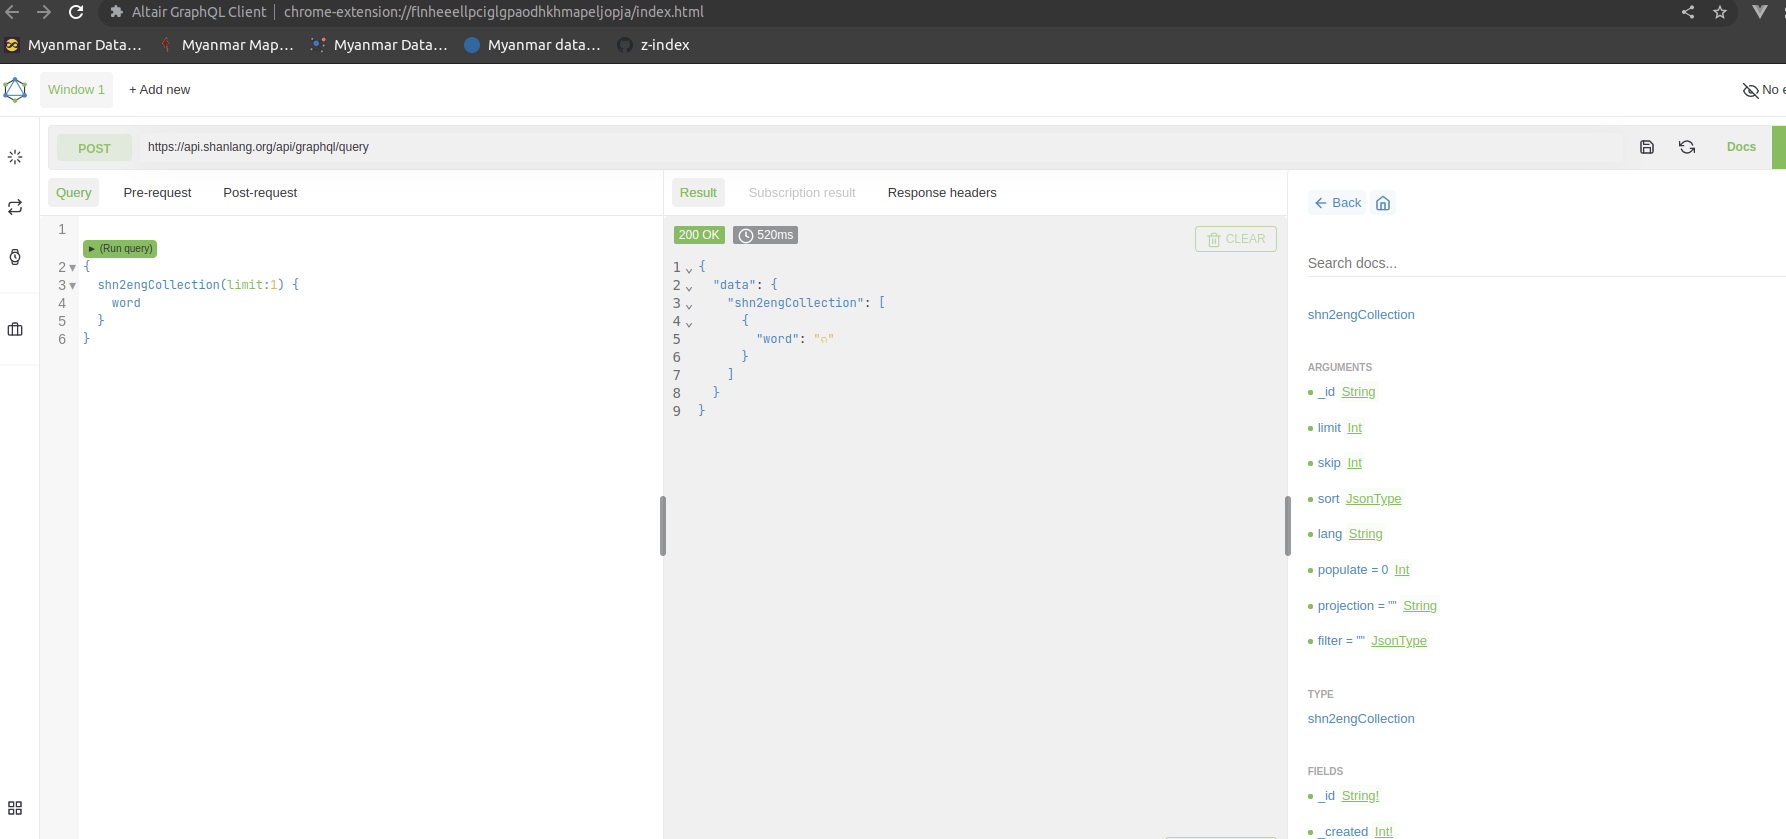 Altair GraphQL Client | chrome-extension://flnheeellpciglgpaodhkhmapeljopja/index.html
Myanmar Data... Myanmar Map... Myanmar Data... Myanmar data... z-index
Window 1 + Add new No e
POST https://api.shanlang.org/api/graphql/query Docs
Query Pre-request Post-request
1
(Run query)
2 {
3 shn2engCollection(limit:1) {
4 word
5 }
6 }
Result Subscription result Response headers
200 OK 520ms CLEAR
1 {
2 "data": {
3 "shn2engCollection": [
4 {
5 "word": "
6 }
7 ]
8 }
9 }
Back
Search docs...
shn2engCollection
ARGUMENTS
_id String
limit Int
skip Int
sort JsonType
lang String
populate = 0 Int
projection = "" String
filter = "" JsonType
TYPE
shn2engCollection
FIELDS
_id String!
_created Int!